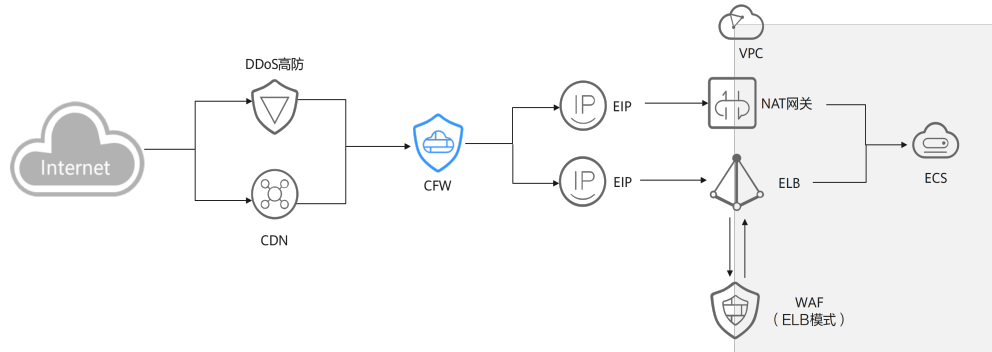 VPC
DDoS高防
IP
EIP
NAT网关
Internet
CFW
ECS
IP
EIP
ELB
CDN
WAF
（ELB模式）